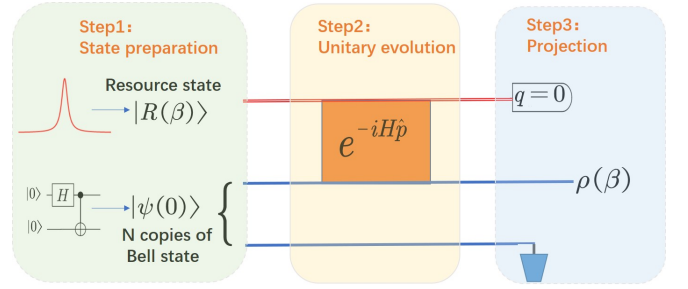 Step1:
State preparation
Resource state
|R(β)⟩
|0⟩ H
|0⟩
|ψ(0)⟩
N copies of
Bell state
Step2:
Unitary evolution
e^{-iHp̂}
Step3:
Projection
q = 0
ρ(β)